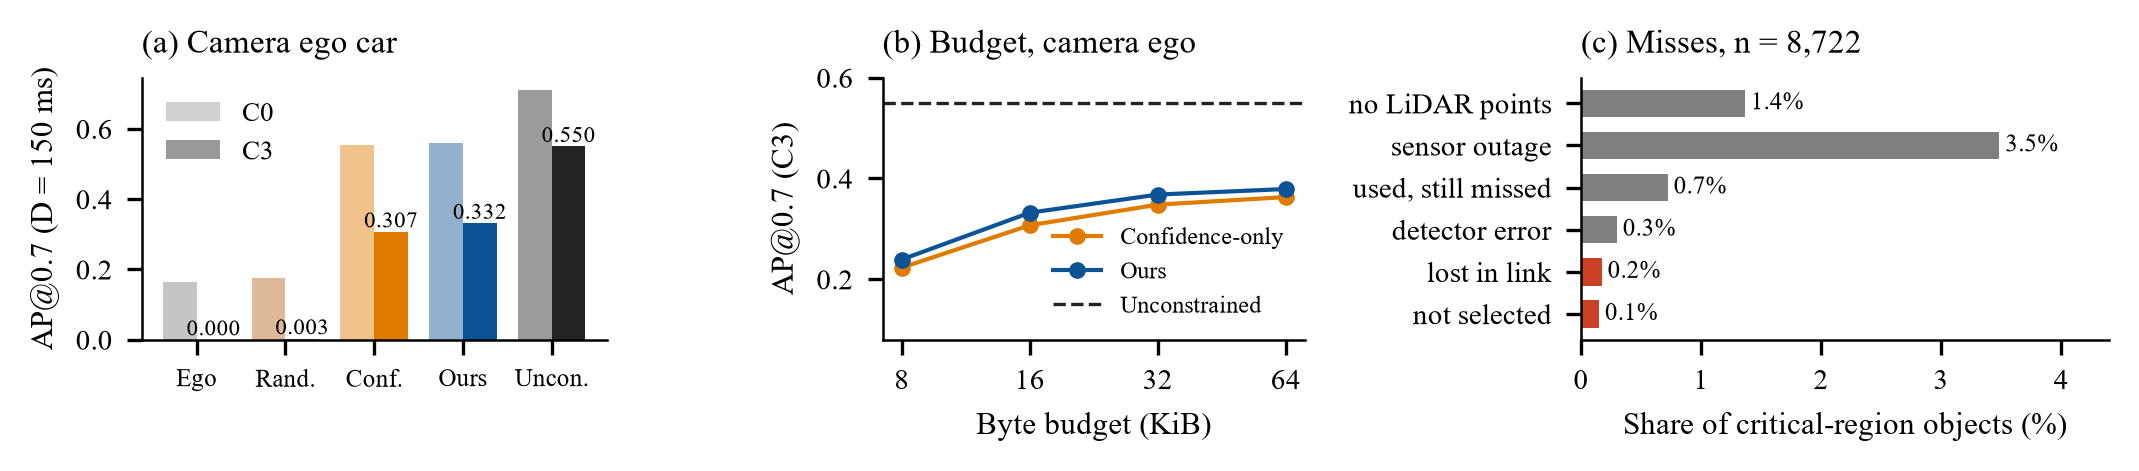 (a) Camera ego car
AP@0.7 (D = 150 ms)
0.6
0.4
0.2
0.0
C0
C3
0.000
0.003
0.307
0.332
0.550
Ego
Rand.
Conf.
Ours
Uncon.
(b) Budget, camera ego
AP@0.7 (C3)
0.6
0.4
0.2
Confidence-only
Ours
Unconstrained
8
16
32
64
Byte budget (KiB)
(c) Misses, n = 8,722
no LiDAR points 1.4%
sensor outage 3.5%
used, still missed 0.7%
detector error 0.3%
lost in link 0.2%
not selected 0.1%
0
1
2
3
4
Share of critical-region objects (%)